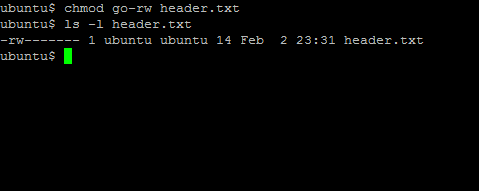 ubuntu$ chmod go-rw header.txt
ubuntu$ ls -l header.txt
-rw------- 1 ubuntu ubuntu 14 Feb  2 23:31 header.txt
ubuntu$